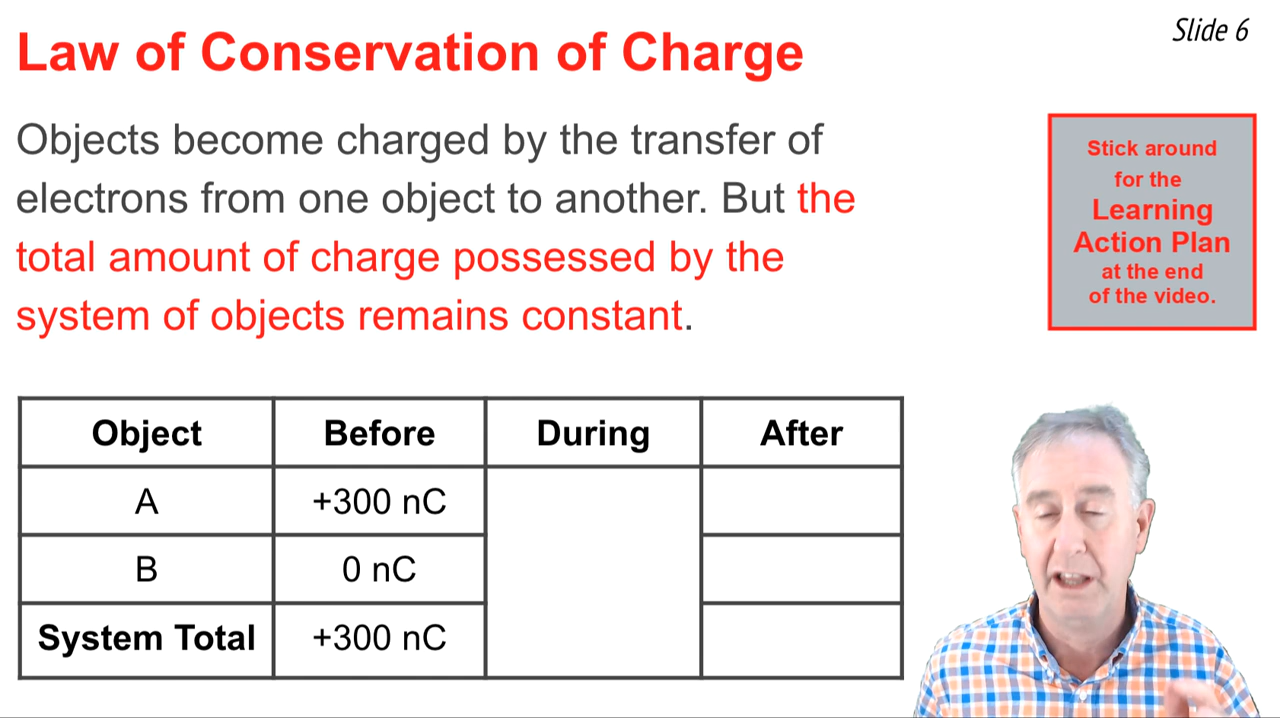 Slide 6
Law of Conservation of Charge
Objects become charged by the transfer of
electrons from one object to another. But the
total amount of charge possessed by the
system of objects remains constant.
Stick around
for the
Learning
Action Plan
at the end
of the video.
Object Before During After
A +300 nC
B 0 nC
System Total +300 nC